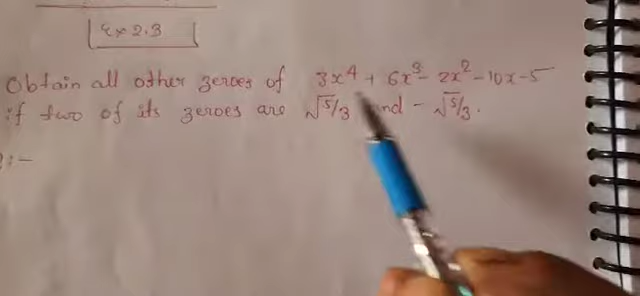 Ex 2.3
Obtain all other zeroes of 3x⁴ + 6x³ - 2x² - 10x - 5
if two of its zeroes are √5/3 and - √5/3.
:-